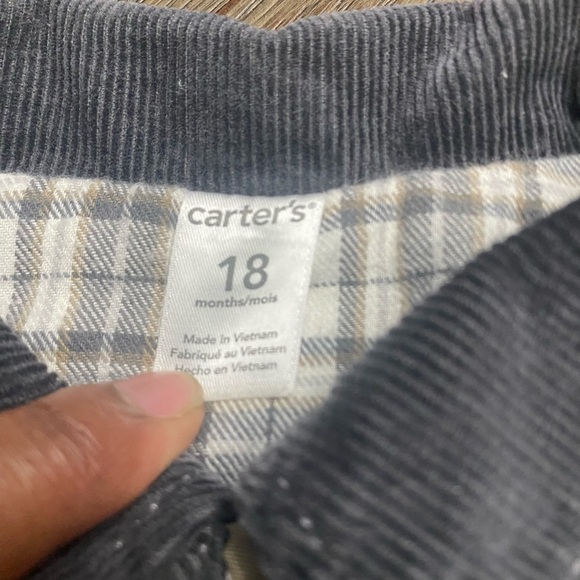 carter's®
18
months/mois
Made in Vietnam
Fabriqué au Vietnam
Hecho en Vietnam